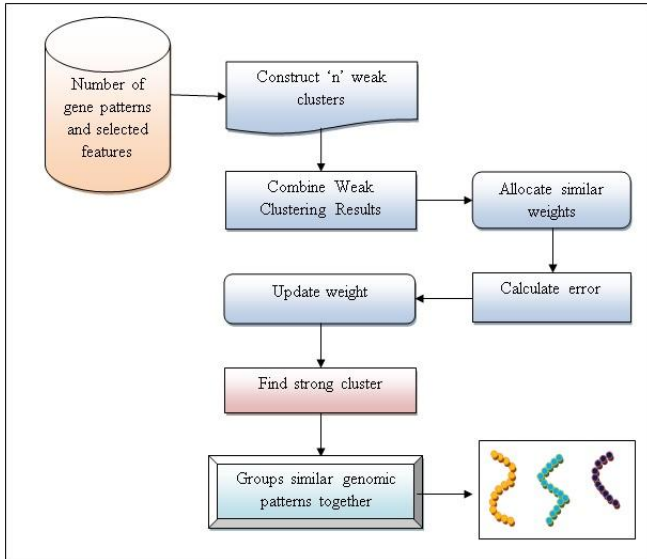 Number of
gene patterns
and selected
features
Construct ‘n’ weak
clusters
Combine Weak
Clustering Results
Allocate similar
weights
Calculate error
Update weight
Find strong cluster
Groups similar genomic
patterns together